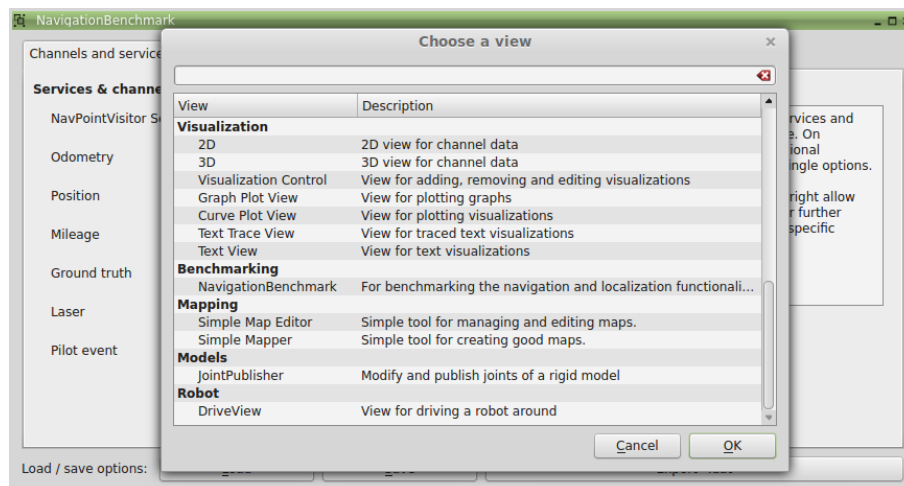 NavigationBenchmark
Choose a view
Channels and service
Services & channe
NavPointVisitor S
Odometry
Position
Mileage
Ground truth
Laser
Pilot event
View Description
Visualization
2D 2D view for channel data
3D 3D view for channel data
Visualization Control View for adding, removing and editing visualizations
Graph Plot View View for plotting graphs
Curve Plot View View for plotting visualizations
Text Trace View View for traced text visualizations
Text View View for text visualizations
Benchmarking
NavigationBenchmark For benchmarking the navigation and localization functionali...
Mapping
Simple Map Editor Simple tool for managing and editing maps.
Simple Mapper Simple tool for creating good maps.
Models
JointPublisher Modify and publish joints of a rigid model
Robot
DriveView View for driving a robot around
Cancel OK
rvices and
e. On
ional
ingle options.
right allow
r further
specific
Load / save options: